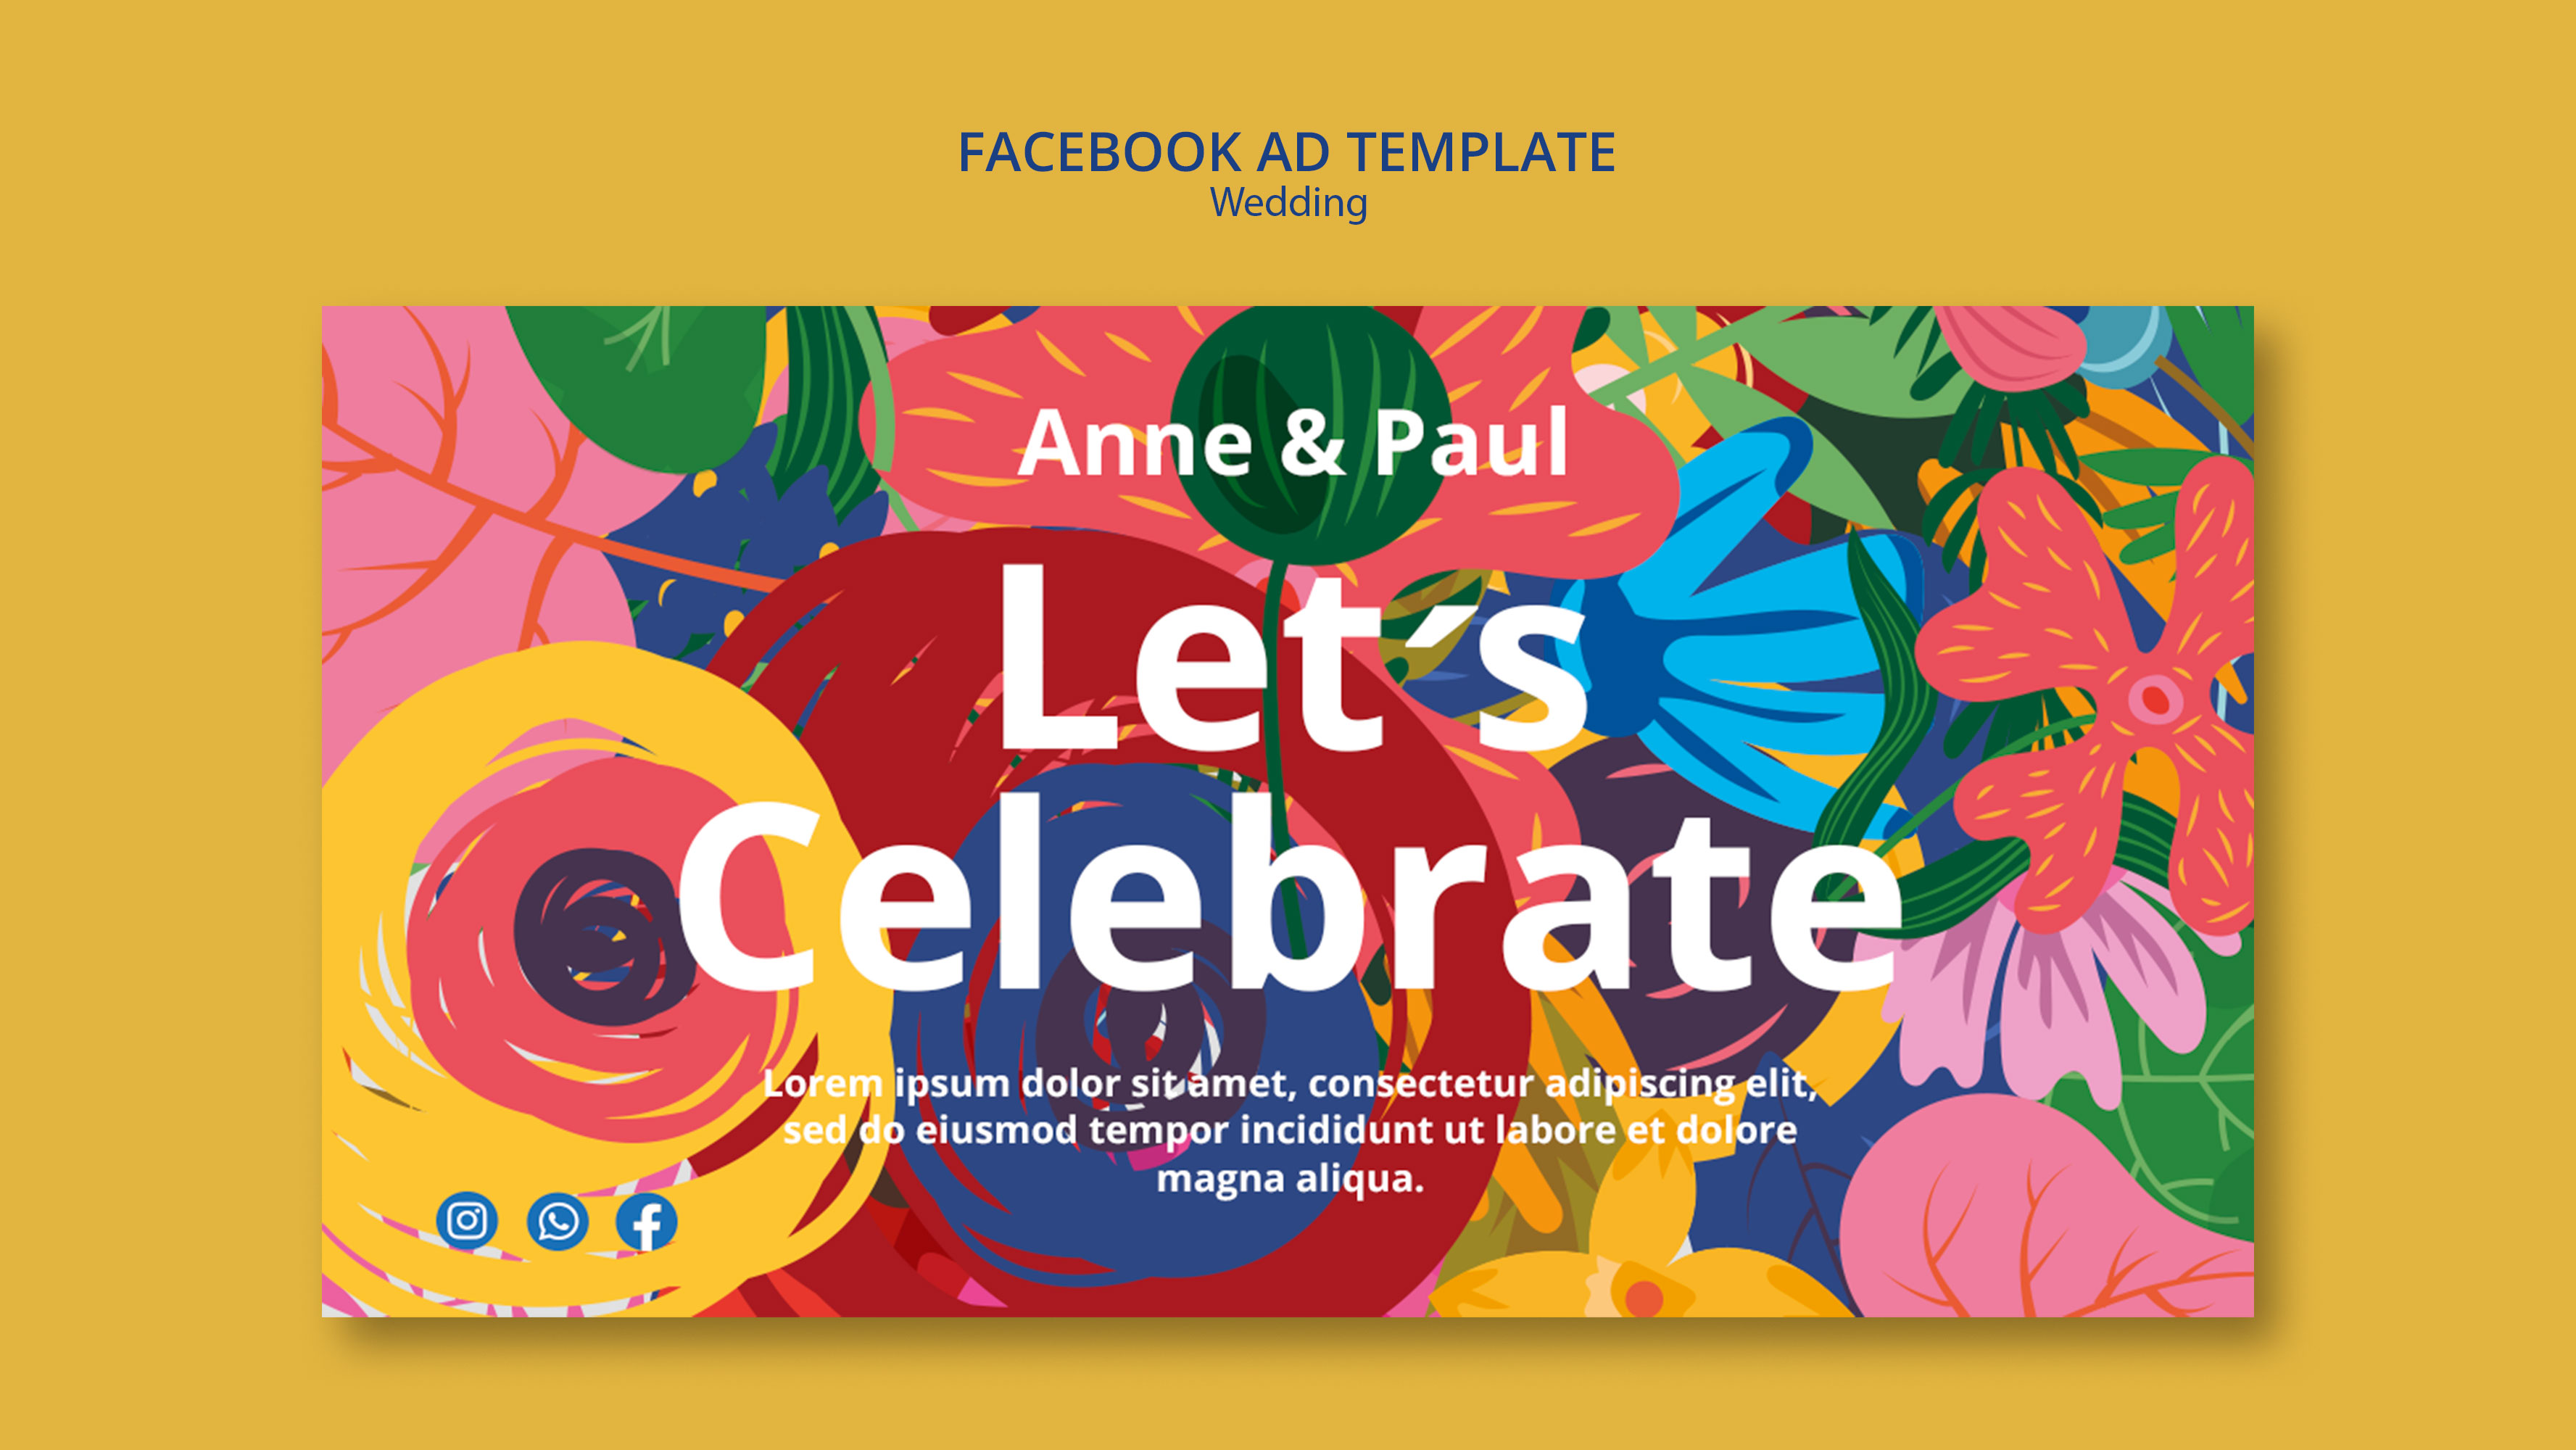 FACEBOOK AD TEMPLATE
Wedding
Anne & Paul
Let´s
Celebrate
Lorem ipsum dolor sit amet, consectetur adipiscing elit,
sed do eiusmod tempor incididunt ut labore et dolore
magna aliqua.